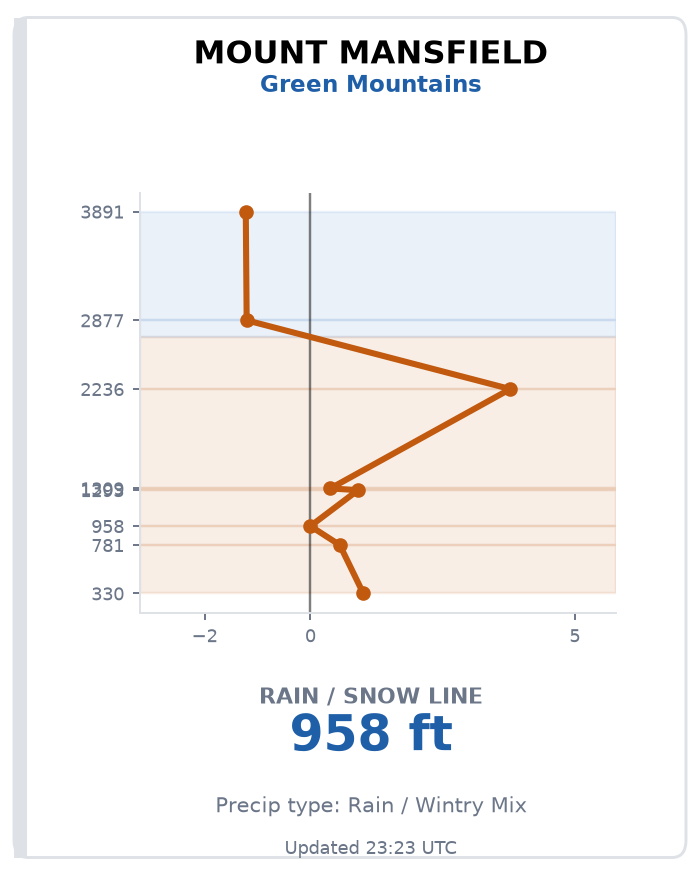 MOUNT MANSFIELD
Green Mountains
3891
2877
2236
958
781
330
−2 0 5
RAIN / SNOW LINE
958 ft
Precip type: Rain / Wintry Mix
Updated 23:23 UTC